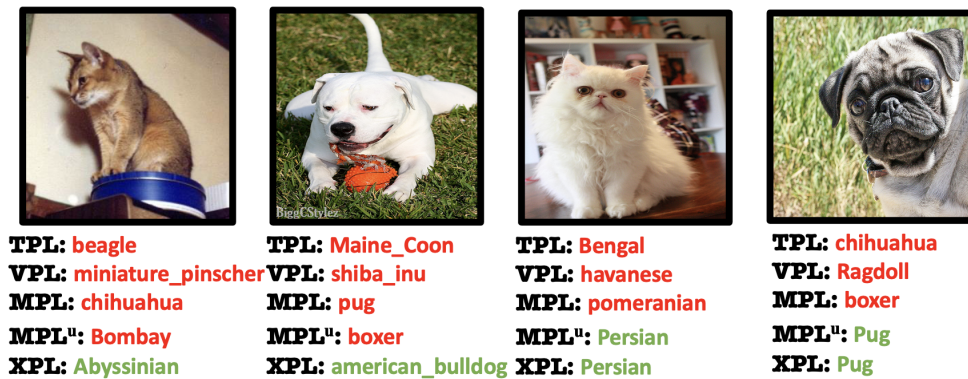 BiggCStylez
TPL: beagle
VPL: miniature_pinscher
MPL: chihuahua
MPLᵘ: Bombay
XPL: Abyssinian
TPL: Maine_Coon
VPL: shiba_inu
MPL: pug
MPLᵘ: boxer
XPL: american_bulldog
TPL: Bengal
VPL: havanese
MPL: pomeranian
MPLᵘ: Persian
XPL: Persian
TPL: chihuahua
VPL: Ragdoll
MPL: boxer
MPLᵘ: Pug
XPL: Pug